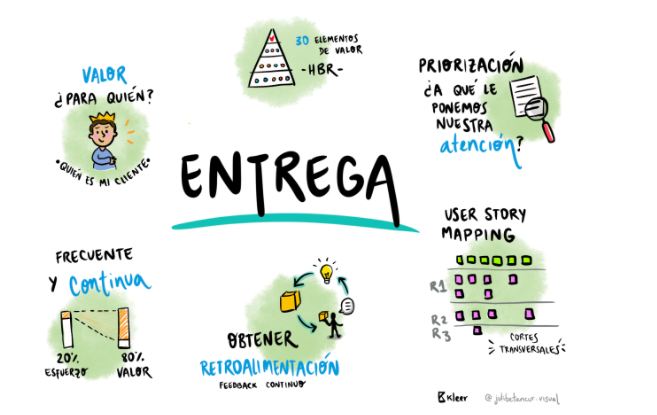 30 ELEMENTOS
DE VALOR
-HBR-
VALOR
¿PARA QUIÉN?
•QUIÉN ES MI CLIENTE•
PRIORIZACIÓN
¿A QUÉ LE
PONEMOS
NUESTRA
atención?
ENTREGA
USER STORY
MAPPING
R1
R2
R3
CORTES
TRANSVERSALES
FRECUENTE
Y Continua
20%
ESFUERZO
80%
VALOR
OBTENER
RETROALIMENTACIÓN
FEEDBACK CONTINUO
Kleer
@julibetancur.visual